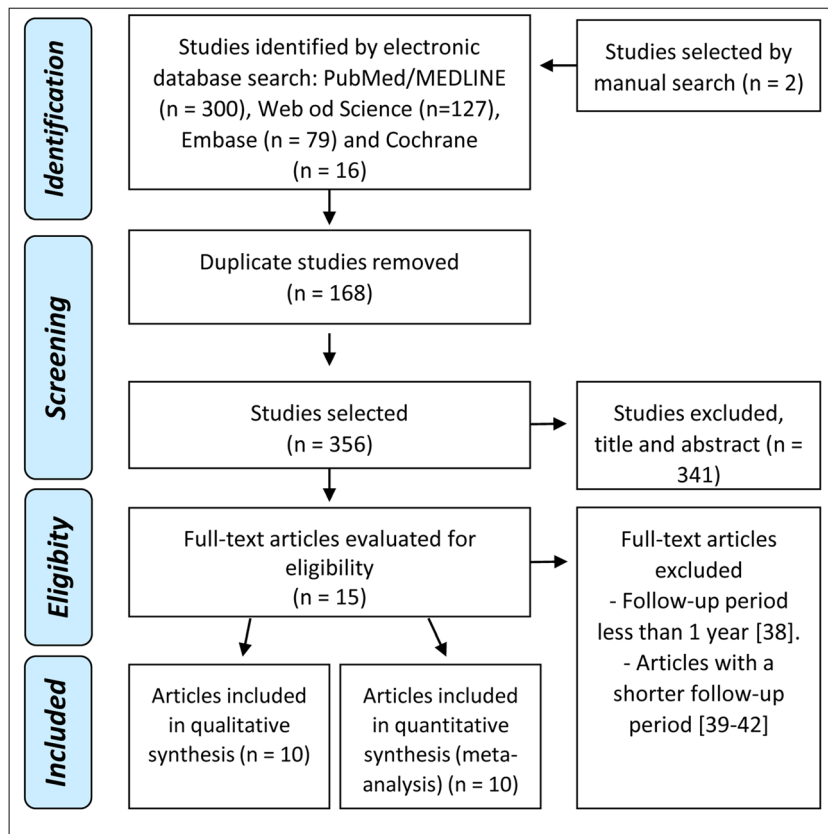 Identification
Studies identified by electronic
database search: PubMed/MEDLINE
(n = 300), Web od Science (n=127),
Embase (n = 79) and Cochrane
(n = 16)
Studies selected by
manual search (n = 2)
Screening
Duplicate studies removed
(n = 168)
Studies selected
(n = 356)
Studies excluded,
title and abstract (n =
341)
Eligibity
Full-text articles evaluated for
eligibility
(n = 15)
Full-text articles
excluded
- Follow-up period
less than 1 year [38].
- Articles with a
shorter follow-up
period [39-42]
Included
Articles included
in qualitative
synthesis (n = 10)
Articles included
in quantitative
synthesis (meta-
analysis) (n = 10)